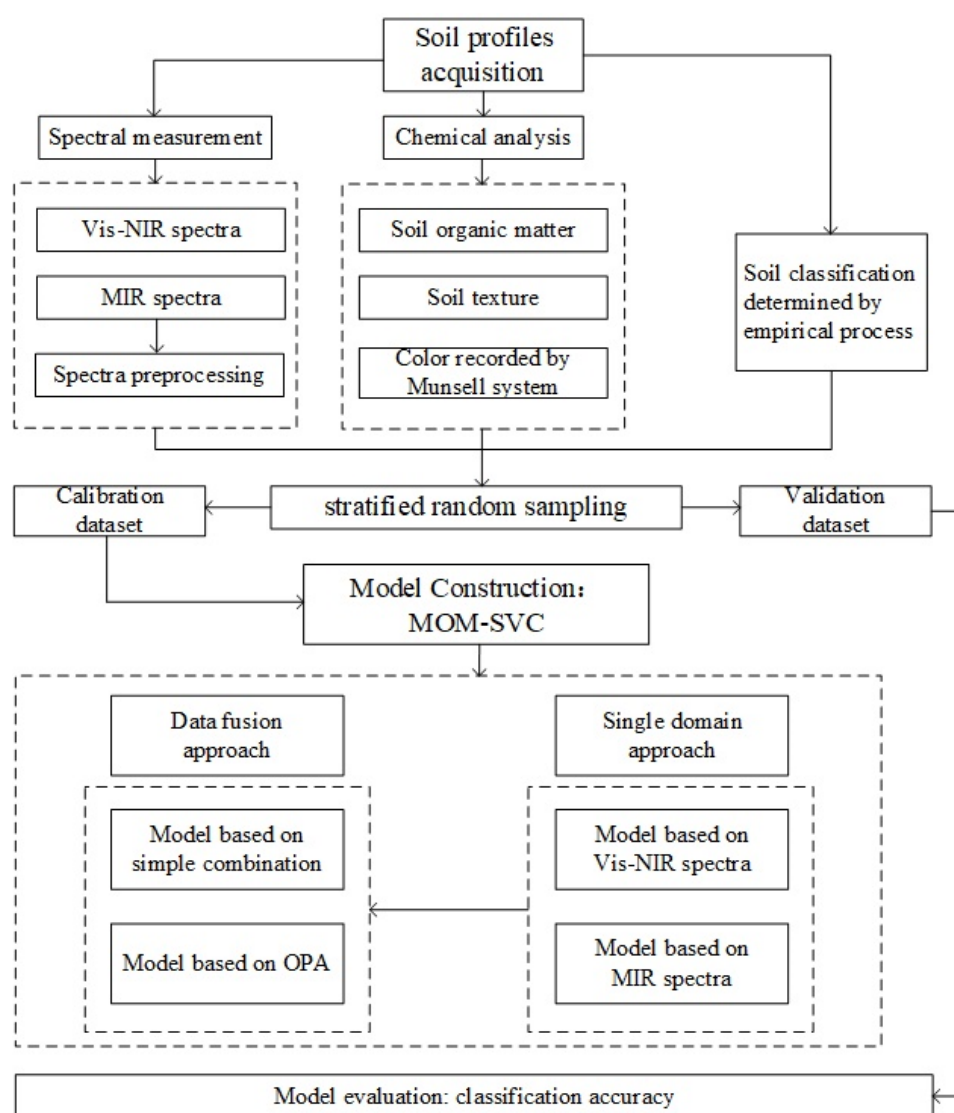 Soil profiles
acquisition
Spectral measurement
Chemical analysis
Vis-NIR spectra
MIR spectra
Spectra preprocessing
Soil organic matter
Soil texture
Color recorded by
Munsell system
Soil classification
determined by
empirical process
Calibration
dataset
stratified random sampling
Validation
dataset
Model Construction：
MOM-SVC
Data fusion
approach
Single domain
approach
Model based on
simple combination
Model based on
Vis-NIR spectra
Model based on OPA
Model based on
MIR spectra
Model evaluation: classification accuracy